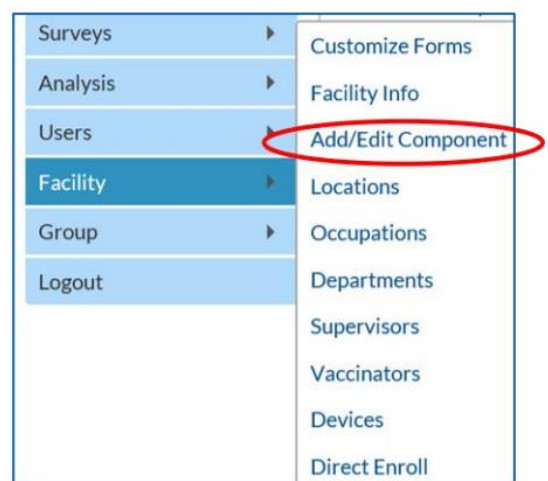 Surveys
Analysis
Users
Facility
Group
Logout
Customize Forms
Facility Info
Add/Edit Component
Locations
Occupations
Departments
Supervisors
Vaccinators
Devices
Direct Enroll